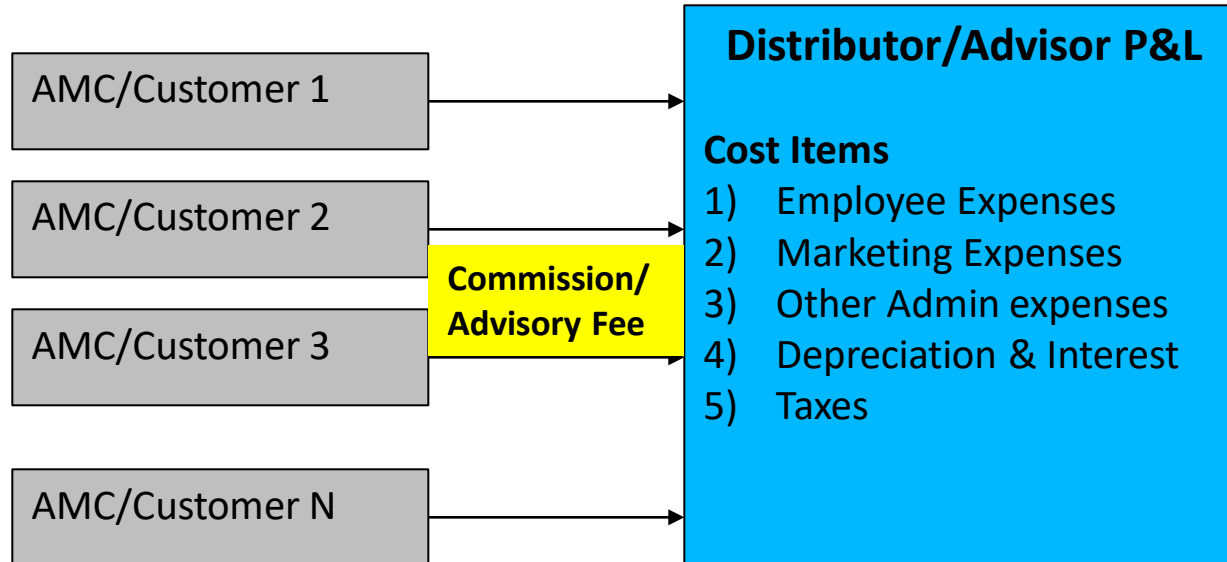 AMC/Customer 1
AMC/Customer 2
AMC/Customer 3
AMC/Customer N
Commission/
Advisory Fee
Distributor/Advisor P&L
Cost Items
1) Employee Expenses
2) Marketing Expenses
3) Other Admin expenses
4) Depreciation & Interest
5) Taxes